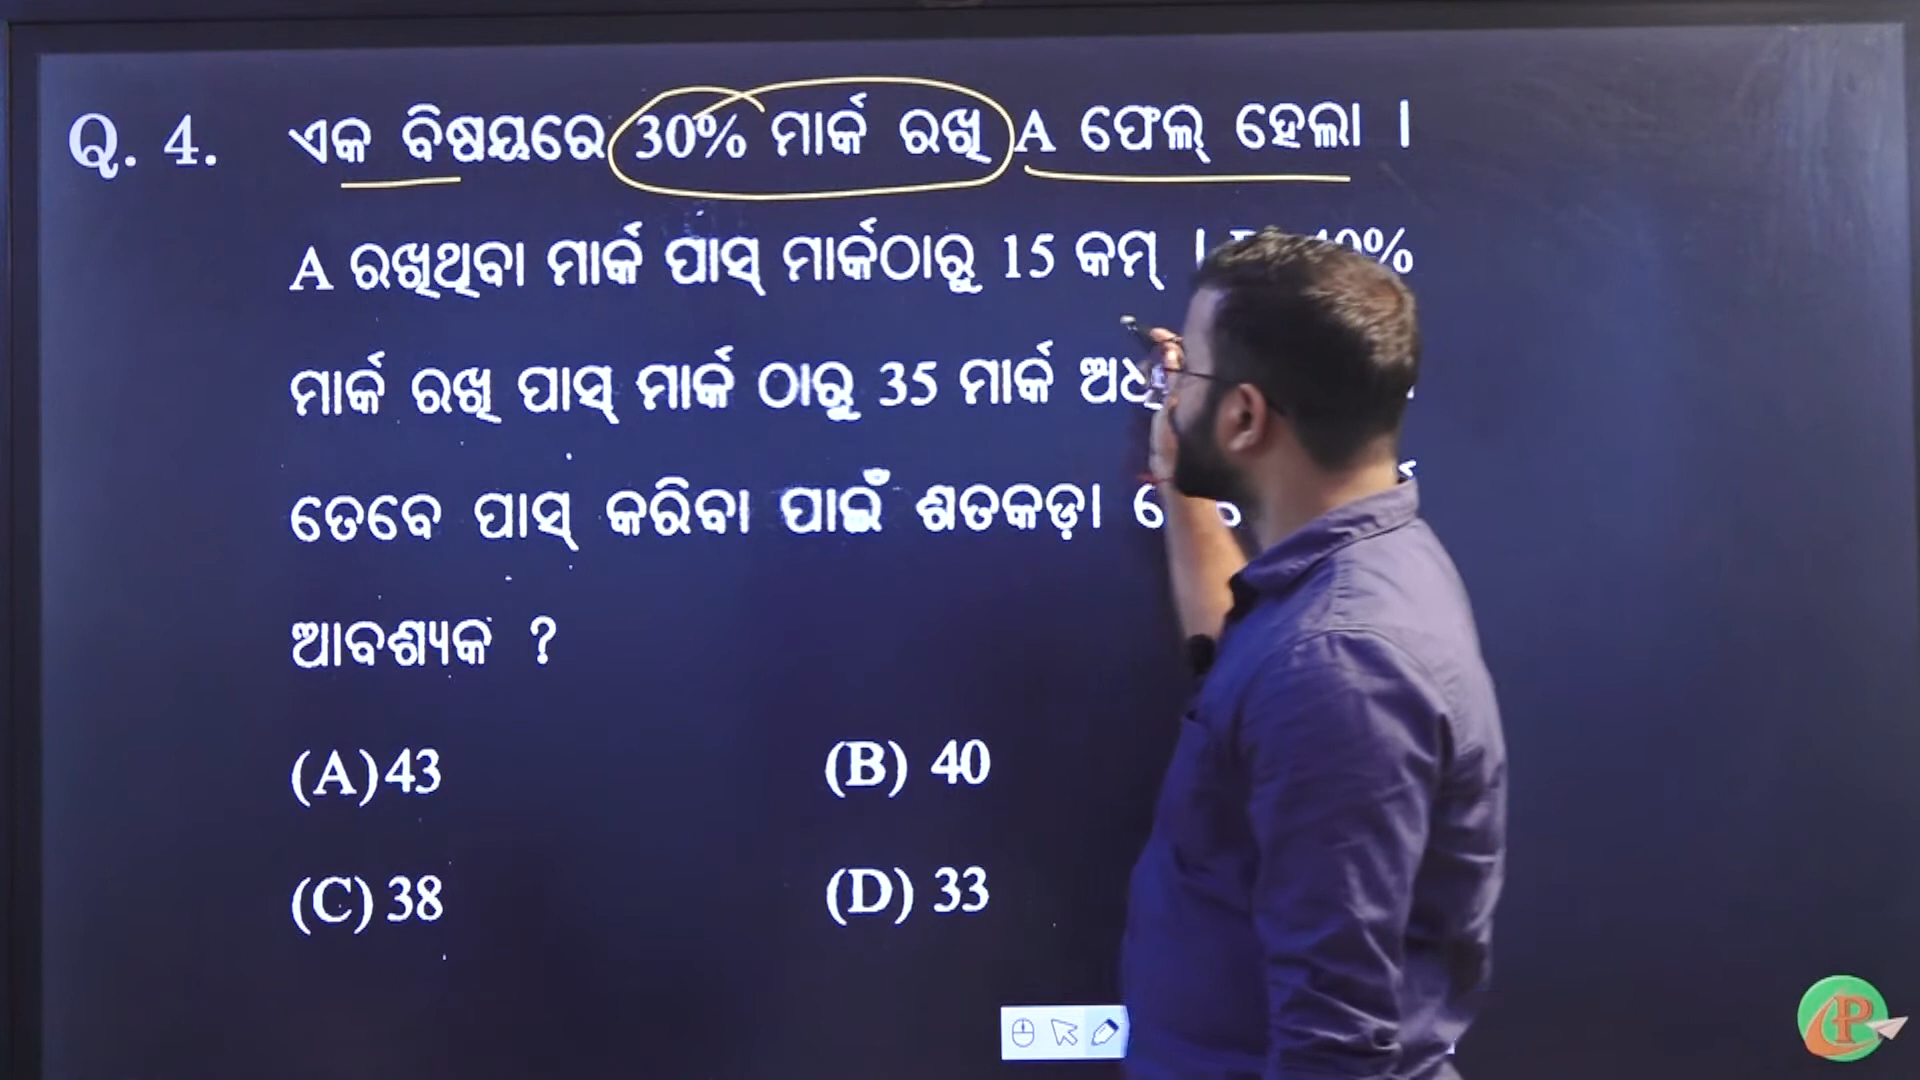 Q. 4. ଏକ ବିଷୟରେ 30% ମାର୍କ ରଖି A ଫେଲ୍ ହେଲା ।
A ରଖିଥିବା ମାର୍କ ପାସ୍ ମାର୍କଠାରୁ 15 କମ୍ । 40%
ମାର୍କ ରଖି ପାସ୍ ମାର୍କ ଠାରୁ 35 ମାର୍କ
ତେବେ ପାସ୍ କରିବା ପାଇଁ ଶତକଡ଼ା
ଆବଶ୍ୟକ ?
(A) 43 (B) 40
(C) 38 (D) 33